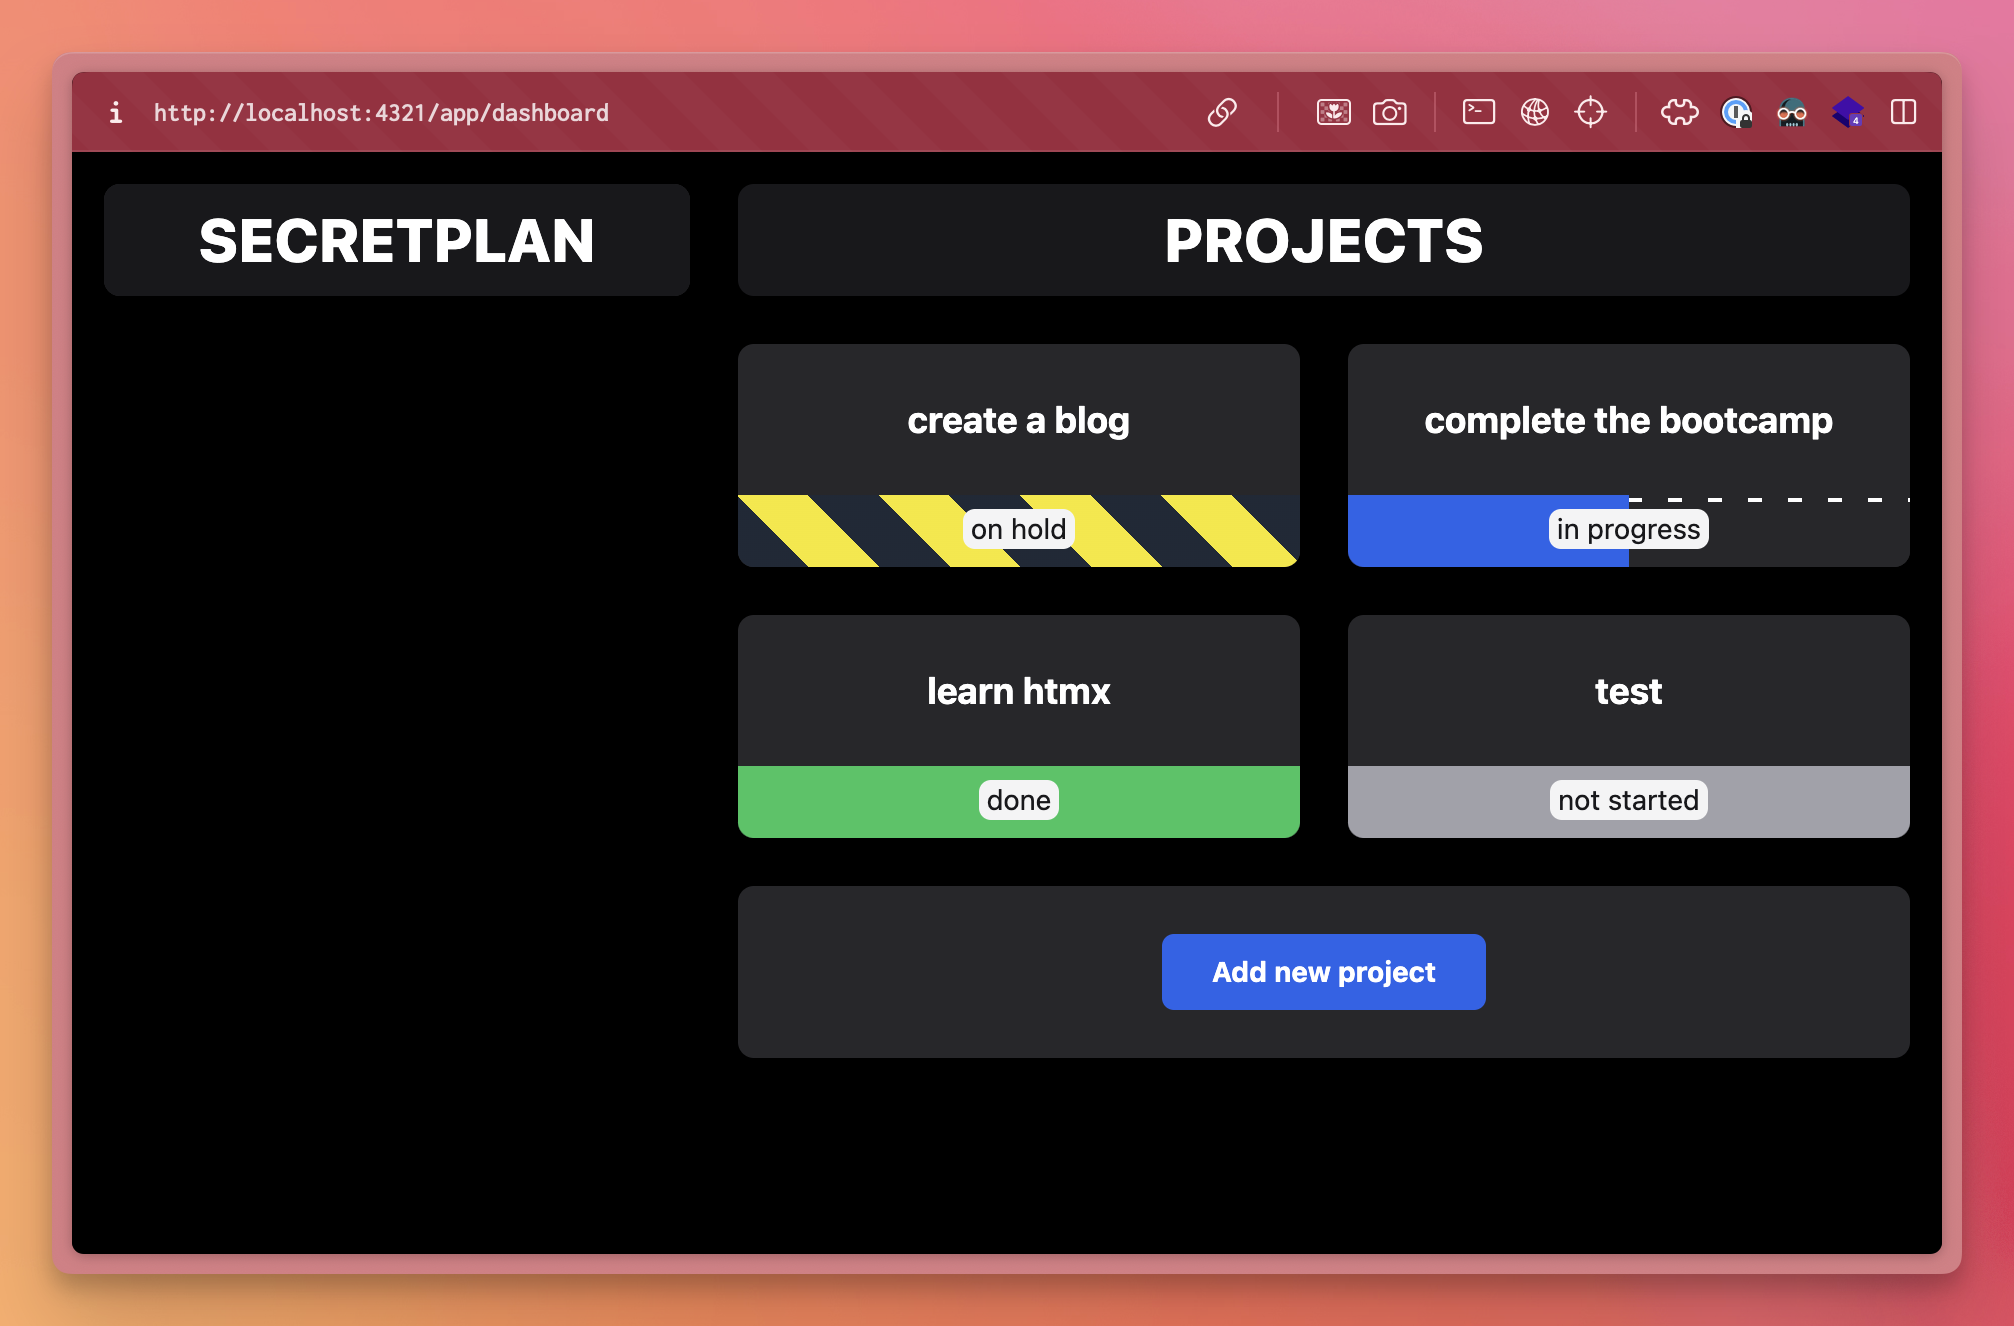 http://localhost:4321/app/dashboard
4
SECRETPLAN
PROJECTS
create a blog
on hold
complete the bootcamp
in progress
learn htmx
done
test
not started
Add new project